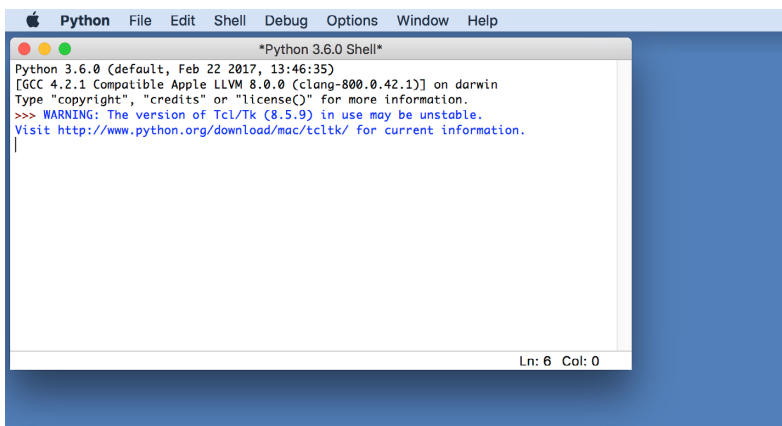 Python File Edit Shell Debug Options Window Help
*Python 3.6.0 Shell*
Python 3.6.0 (default, Feb 22 2017, 13:46:35)
[GCC 4.2.1 Compatible Apple LLVM 8.0.0 (clang-800.0.42.1)] on darwin
Type "copyright", "credits" or "license()" for more information.
>>> WARNING: The version of Tcl/Tk (8.5.9) in use may be unstable.
Visit http://www.python.org/download/mac/tcltk/ for current information.
Ln: 6 Col: 0